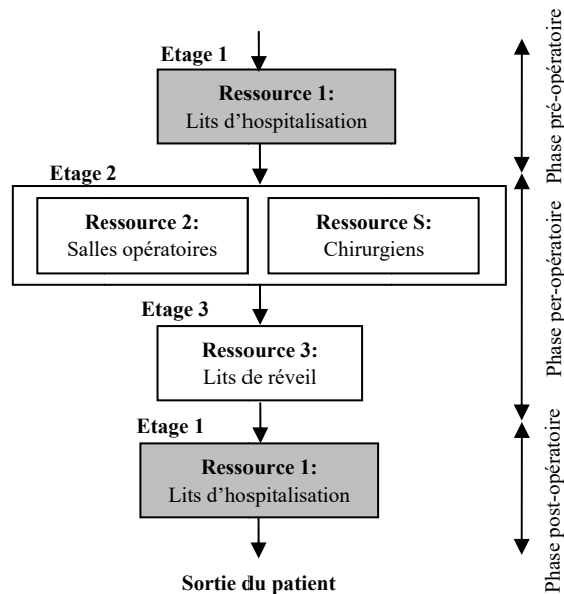 Etage 1
Ressource 1:
Lits d’hospitalisation
Phase pré-opératoire
Etage 2
Ressource 2:
Salles opératoires
Ressource S:
Chirurgiens
Phase per-opératoire
Etage 3
Ressource 3:
Lits de réveil
Etage 1
Ressource 1:
Lits d’hospitalisation
Phase post-opératoire
Sortie du patient